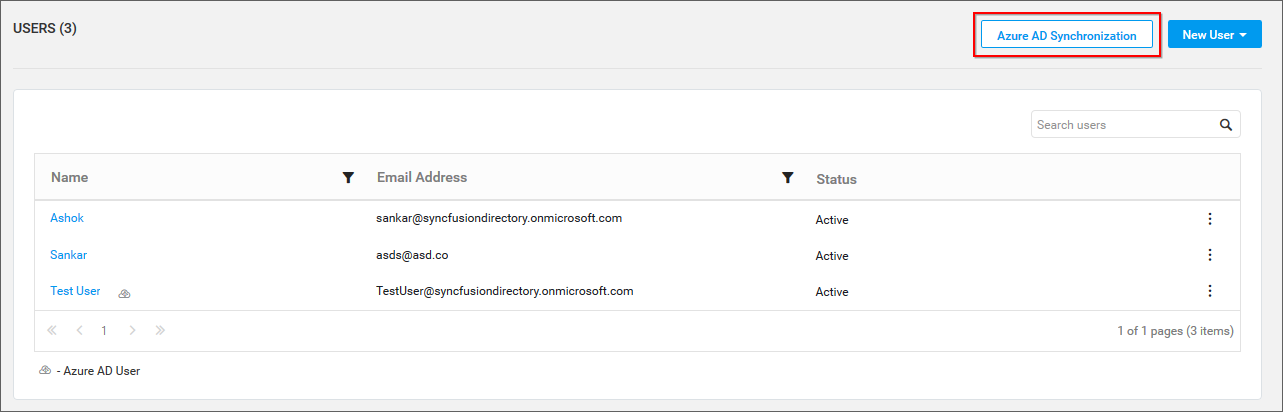 USERS (3)
Azure AD Synchronization
New User
Search users
Name Email Address Status
Ashok sankar@syncfusiondirectory.onmicrosoft.com Active
Sankar asds@asd.co Active
Test User TestUser@syncfusiondirectory.onmicrosoft.com Active
1 1 of 1 pages (3 items)
- Azure AD User